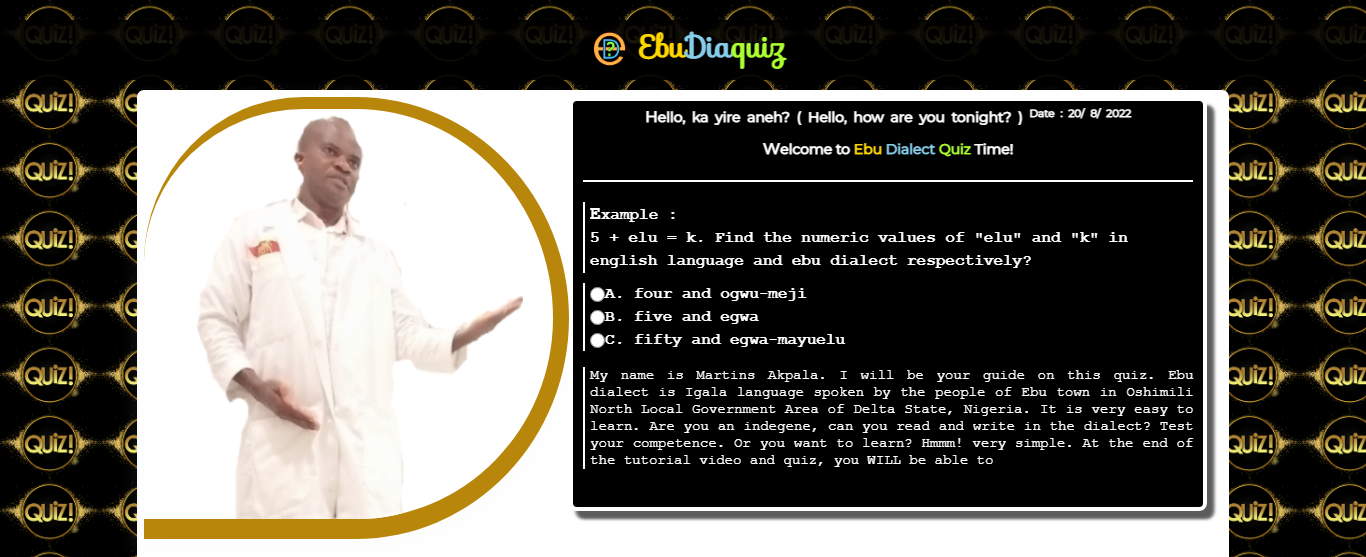 EbuDiaquiz
Hello, ka yire aneh? ( Hello, how are you tonight? ) Date : 20/ 8/ 2022
Welcome to Ebu Dialect Quiz Time!
Example :
5 + elu = k. Find the numeric values of "elu" and "k" in
english language and ebu dialect respectively?
A. four and ogwu-meji
B. five and egwa
C. fifty and egwa-mayuelu
My name is Martins Akpala. I will be your guide on this quiz. Ebu
dialect is Igala language spoken by the people of Ebu town in Oshimili
North Local Government Area of Delta State, Nigeria. It is very easy to
learn. Are you an indegene, can you read and write in the dialect? Test
your competence. Or you want to learn? Hmmm! very simple. At the end of
the tutorial video and quiz, you WILL be able to
QUIZ!